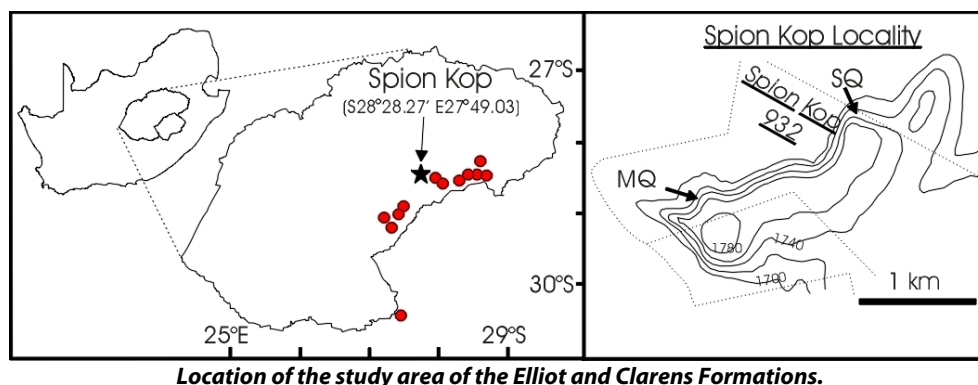 Spion Kop
(S28°28.27' E27°49.03)
27°S
30°S
25°E
29°S
Spion Kop Locality
SQ
Spion Kop
932
MQ
1780
1740
1700
1 km
Location of the study area of the Elliot and Clarens Formations.